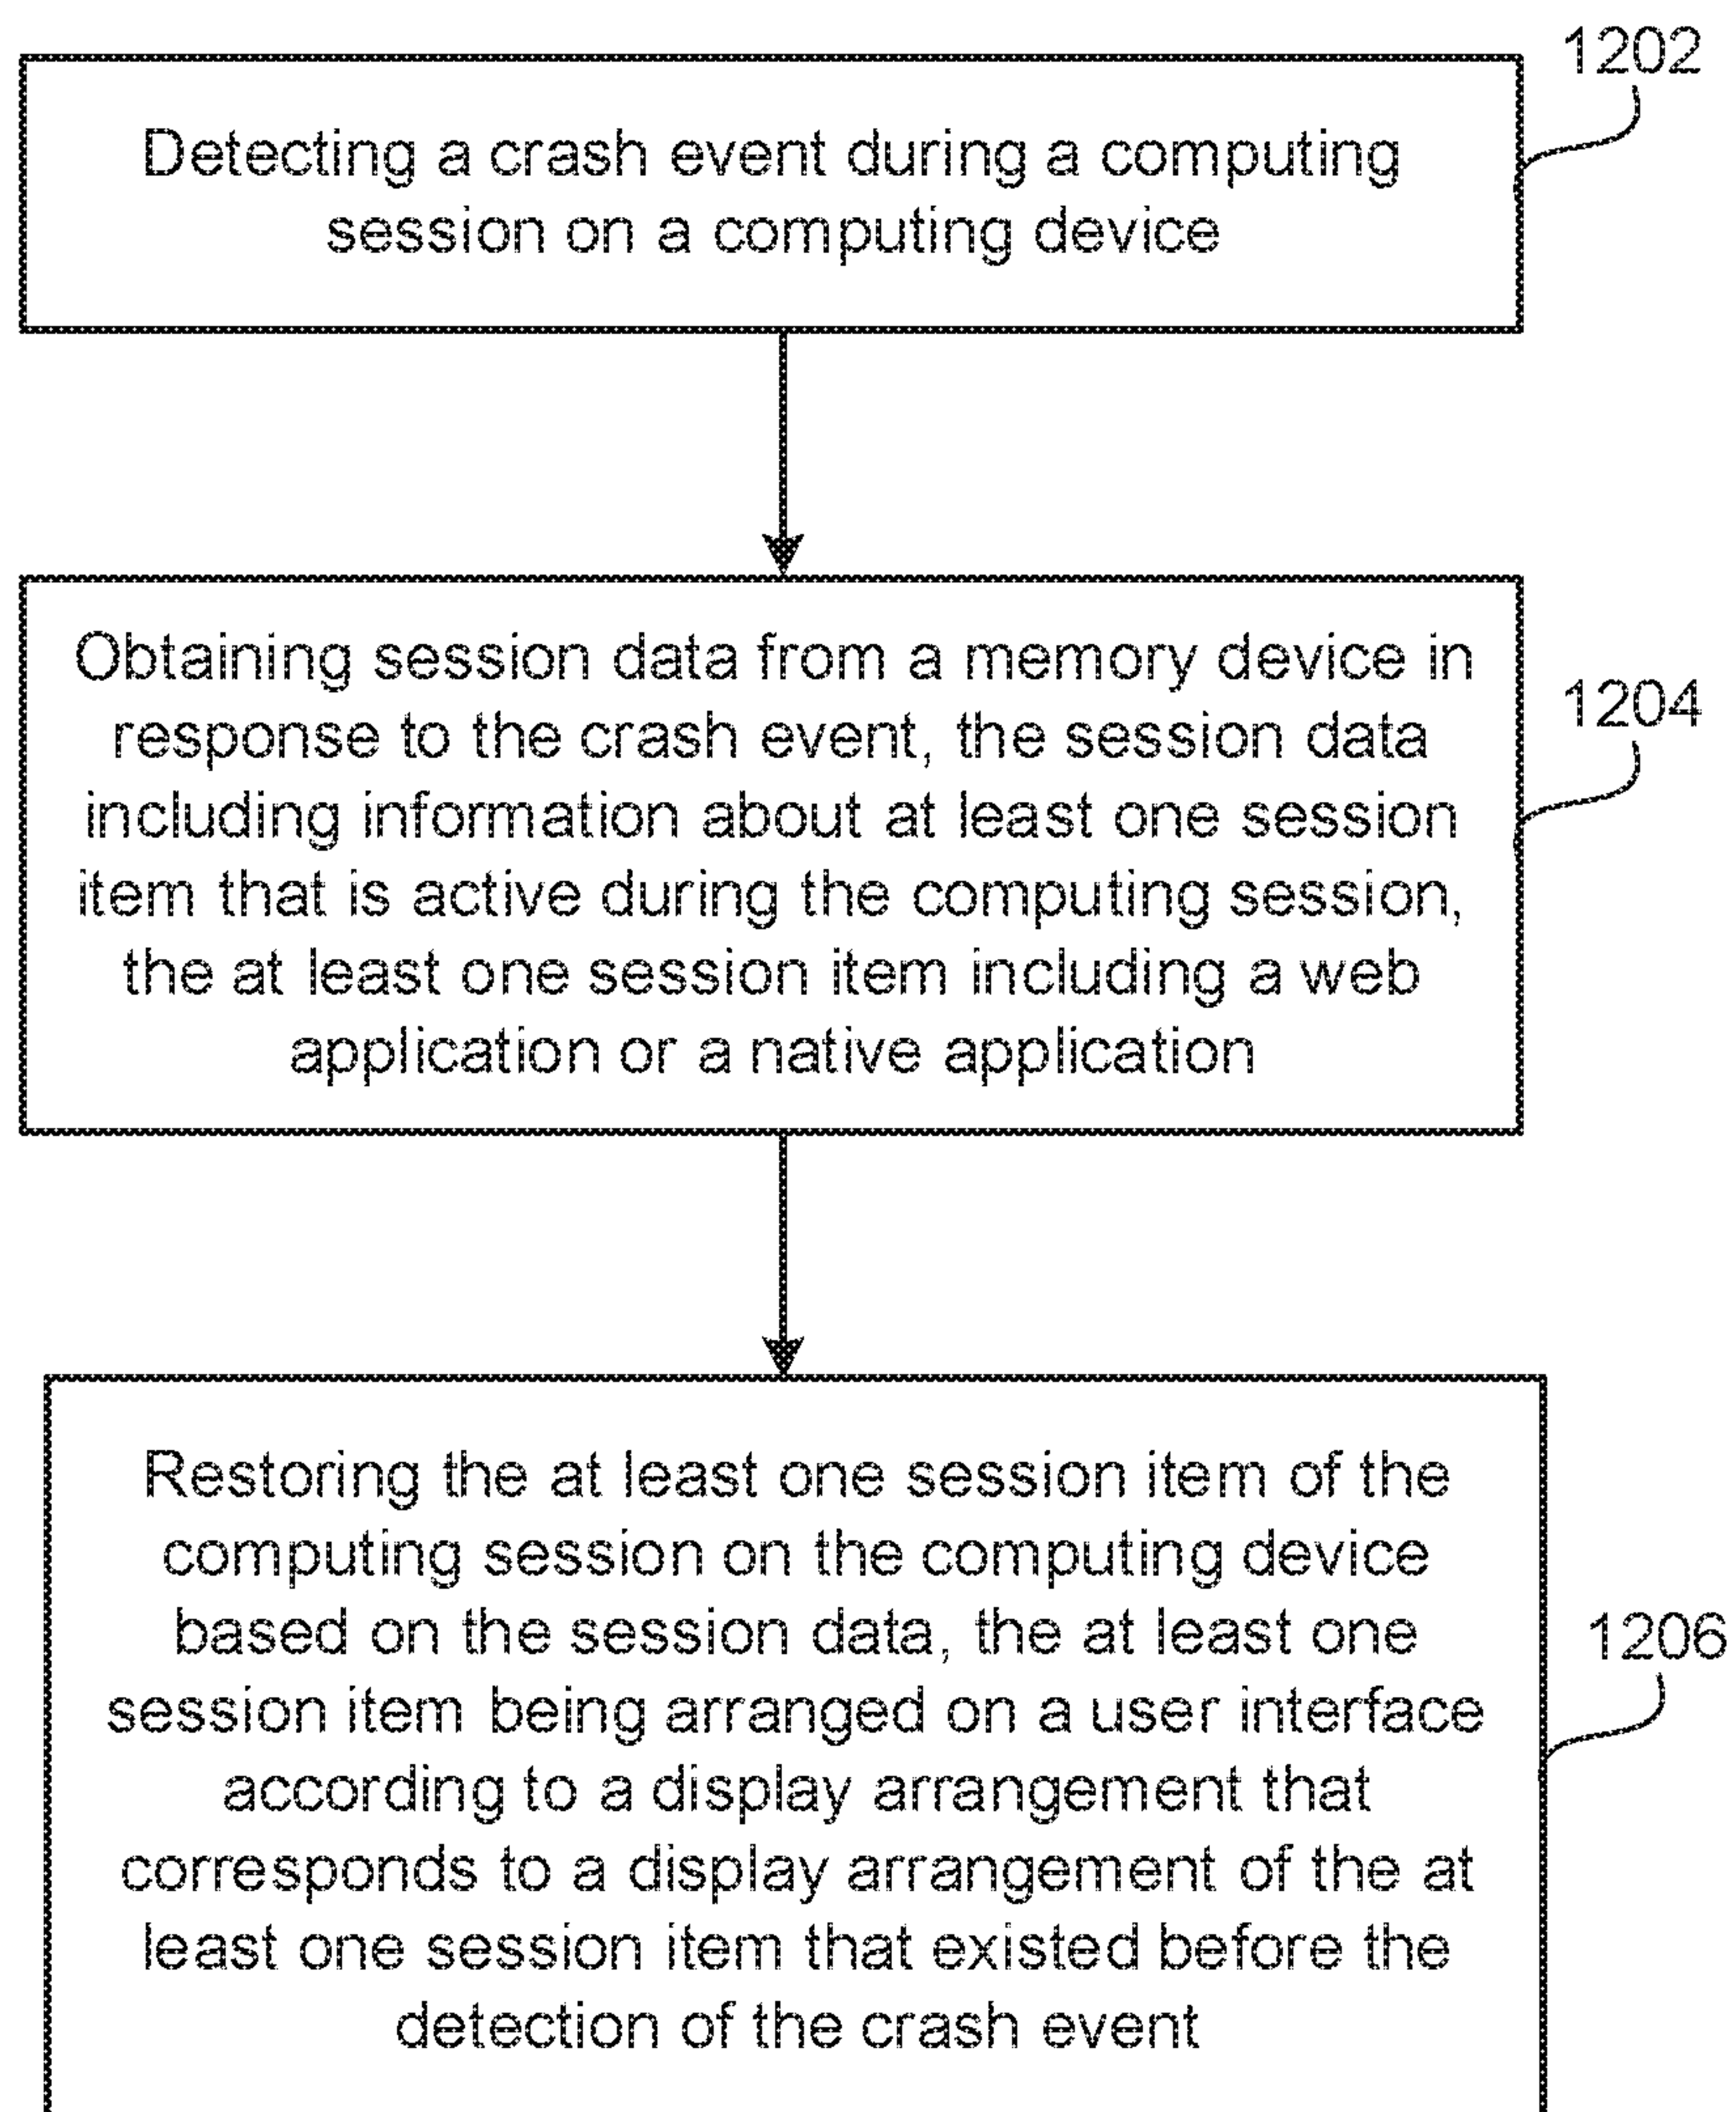 1202
Detecting a crash event during a computing
session on a computing device
Obtaining session data from a memory device in
response to the crash event, the session data
including information about at least one session
item that is active during the computing session,
the at least one session item including a web
application or a native application
1204
Restoring the at least one session item of the
computing session on the computing device
based on the session data, the at least one
session item being arranged on a user interface
according to a display arrangement that
corresponds to a display arrangement of the at
least one session item that existed before the
detection of the crash event
1206